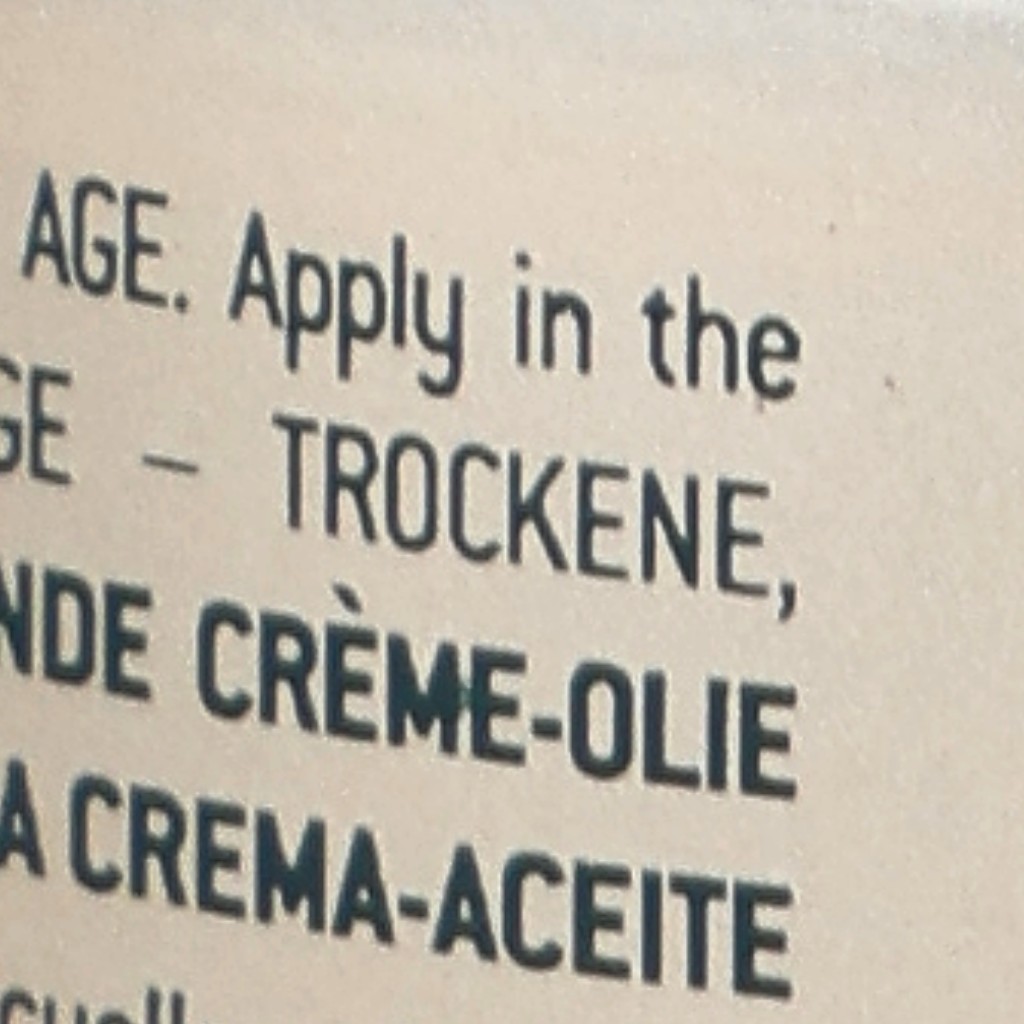 AGE. Apply in the
GE – TROCKENE,
NDE CRÈME-OLIE
A CREMA-ACEITE